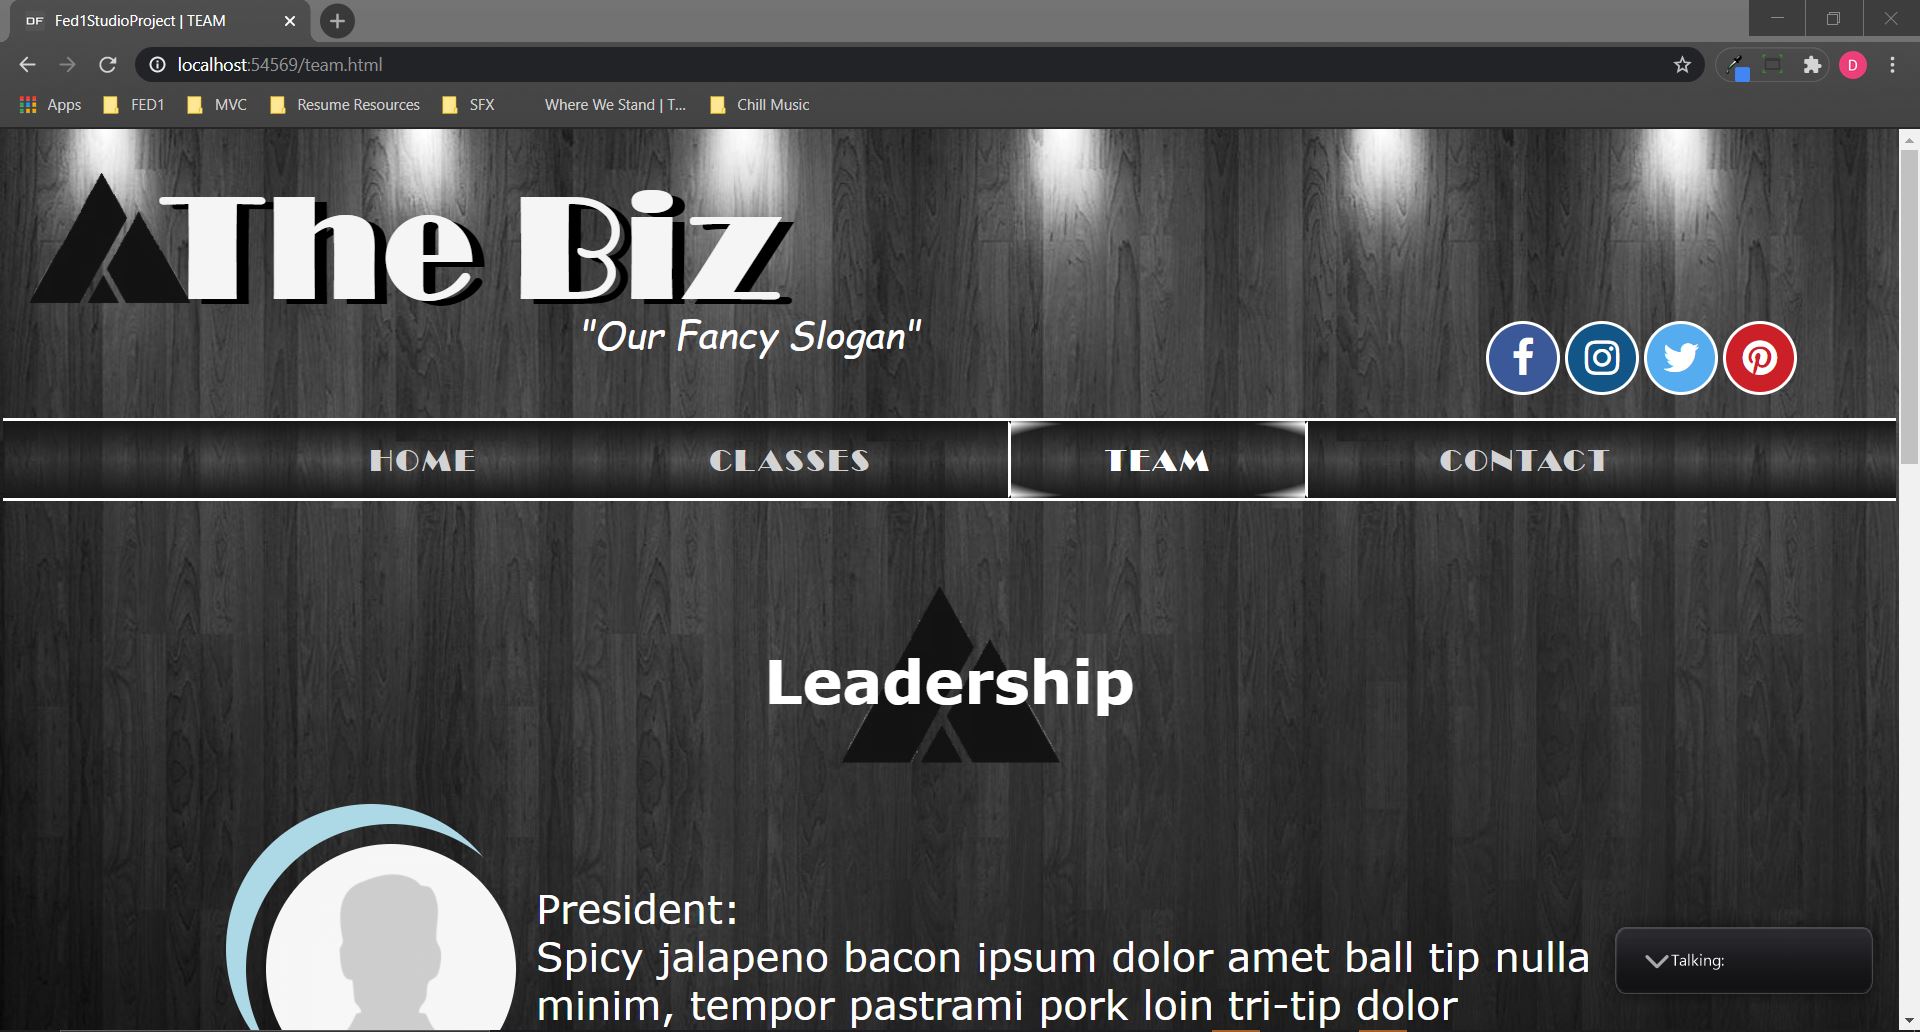 DF Fed1StudioProject | TEAM
localhost:54569/team.html
D
Apps FED1 MVC Resume Resources SFX Where We Stand | T... Chill Music
The Biz
"Our Fancy Slogan"
HOME CLASSES TEAM CONTACT
Leadership
President:
Spicy jalapeno bacon ipsum dolor amet ball tip nulla
minim, tempor pastrami pork loin tri-tip dolor
Talking: